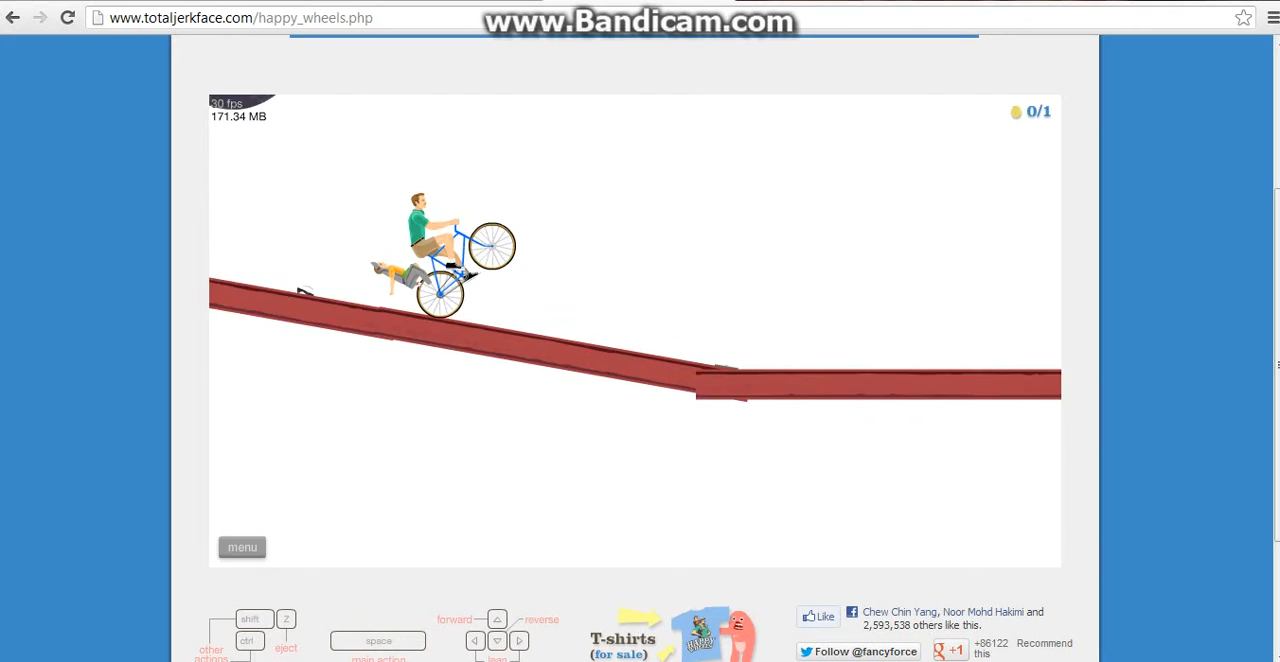 www.totaljerkface.com/happy_wheels.php
www.Bandicam.com
30 fps
171.34 MB
0/1
menu
shift
Z
ctrl
other
actions
eject
space
main action
forward
reverse
lean
T-shirts
(for sale)
HAPPY
Like
Chew Chin Yang, Noor Mohd Hakimi and
2,593,538 others like this.
Follow @fancyforce
g +1
+86122
Recommend
this